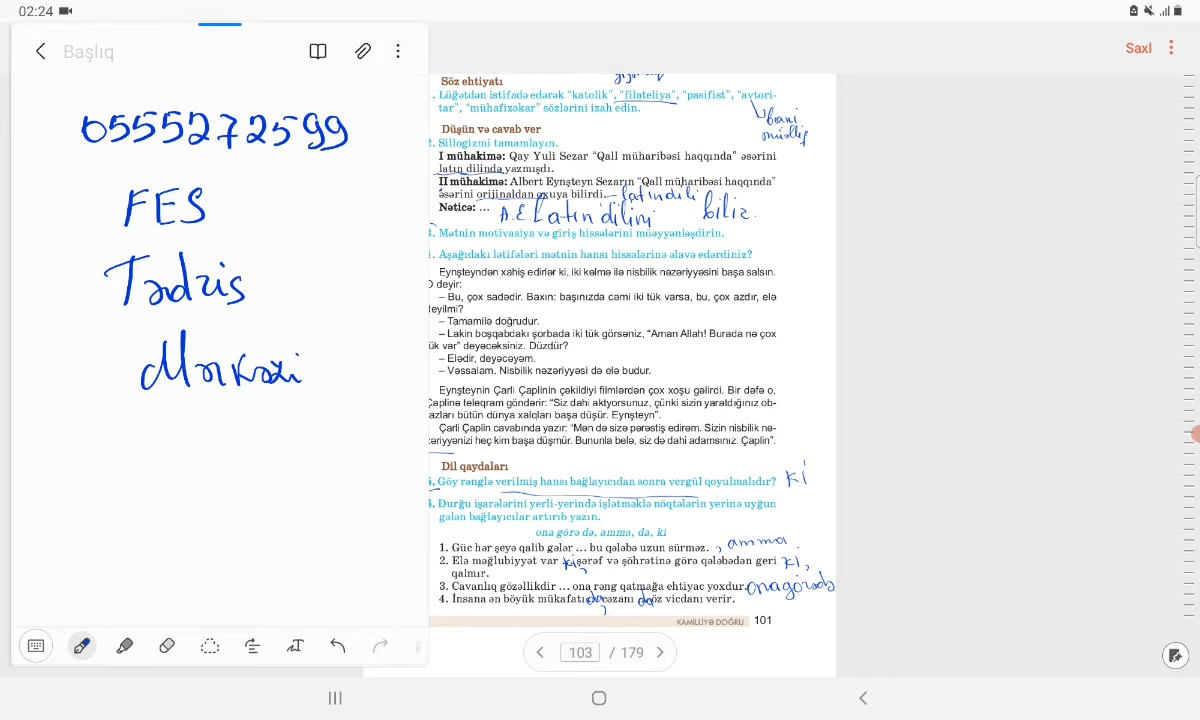 02:24
Başlıq
05552772599
FES
Tədris
Mərkəzi
Saxl
Söz ehtiyatı
. Lüğətdən istifadə edərək “katolik”, “filateliya”, “pasifist”, “avtori-
tar”, “mühafizəkar” sözlərini izah edin.
Düşün və cavab ver
2. Sillogizmi tamamlayın.
I mühakimə: Qay Yuli Sezar “Qall müharibəsi haqqında” əsərini
latın dilində yazmışdı.
II mühakimə: Albert Eynşteyn Sezarın “Qall müharibəsi haqqında”
əsərini orijinaldan oxuya bilirdi. – latın dili
Nəticə: ... A.E. Latın dilini bilir.
. Mətnin motivasiya və giriş hissələrini müəyyənləşdirin.
. Aşağıdakı lətifələri mətnin hansı hissələrinə əlavə edərdiniz?
Eynşteyndən xahiş edirlər ki, iki kəlmə ilə nisbilik nəzəriyyəsini başa salsın.
O deyir:
– Bu, çox sadədir. Baxın: başınızda cəmi iki tük varsa, bu, çox azdır, elə
deyilmi?
– Tamamilə doğrudur.
– Lakin boşqabdakı şorbada iki tük görsəniz, “Aman Allah! Burada nə çox
tük var” deyəcəksiniz. Düzdür?
– Elədir, deyəcəyəm.
– Vəssalam. Nisbilik nəzəriyyəsi də elə budur.
Eynşteynin Çarli Çaplinin çəkildiyi filmlərdən çox xoşu gəlirdi. Bir dəfə o,
Çaplinə teleqram göndərir: “Siz dahi aktyorsunuz, çünki sizin yaratdığınız ob-
razları bütün dünya xalqları başa düşür. Eynşteyn”.
Çarli Çaplin cavabında yazır: “Mən də sizə pərəstiş edirəm. Sizin nisbilik nə-
zəriyyənizi heç kim başa düşmür. Bununla belə, siz də dahi adamsınız. Çaplin”.
Dil qaydaları
5. Göy rənglə verilmiş hansı bağlayıcıdan sonra vergül qoyulmalıdır? ki
. Durğu işarələrini yerli-yerində işlətməklə nöqtələrin yerinə uyğun
gələn bağlayıcılar artırıb yazın.
ona görə də, amma, da, ki
1. Güc hər şeyə qalib gələr ... bu qələbə uzun sürməz. , amma
2. Elə məğlubiyyət var ki, şərəf və şöhrətinə görə qələbədən geri ki,
qalmır.
3. Cavanlıq gözəllikdir ... ona rəng qatmağa ehtiyac yoxdur. ona görə də
4. İnsana ən böyük mükafatı da, cəzanı da öz vicdanı verir.
KAMİLLİYƏ DOĞRU 101
103 / 179